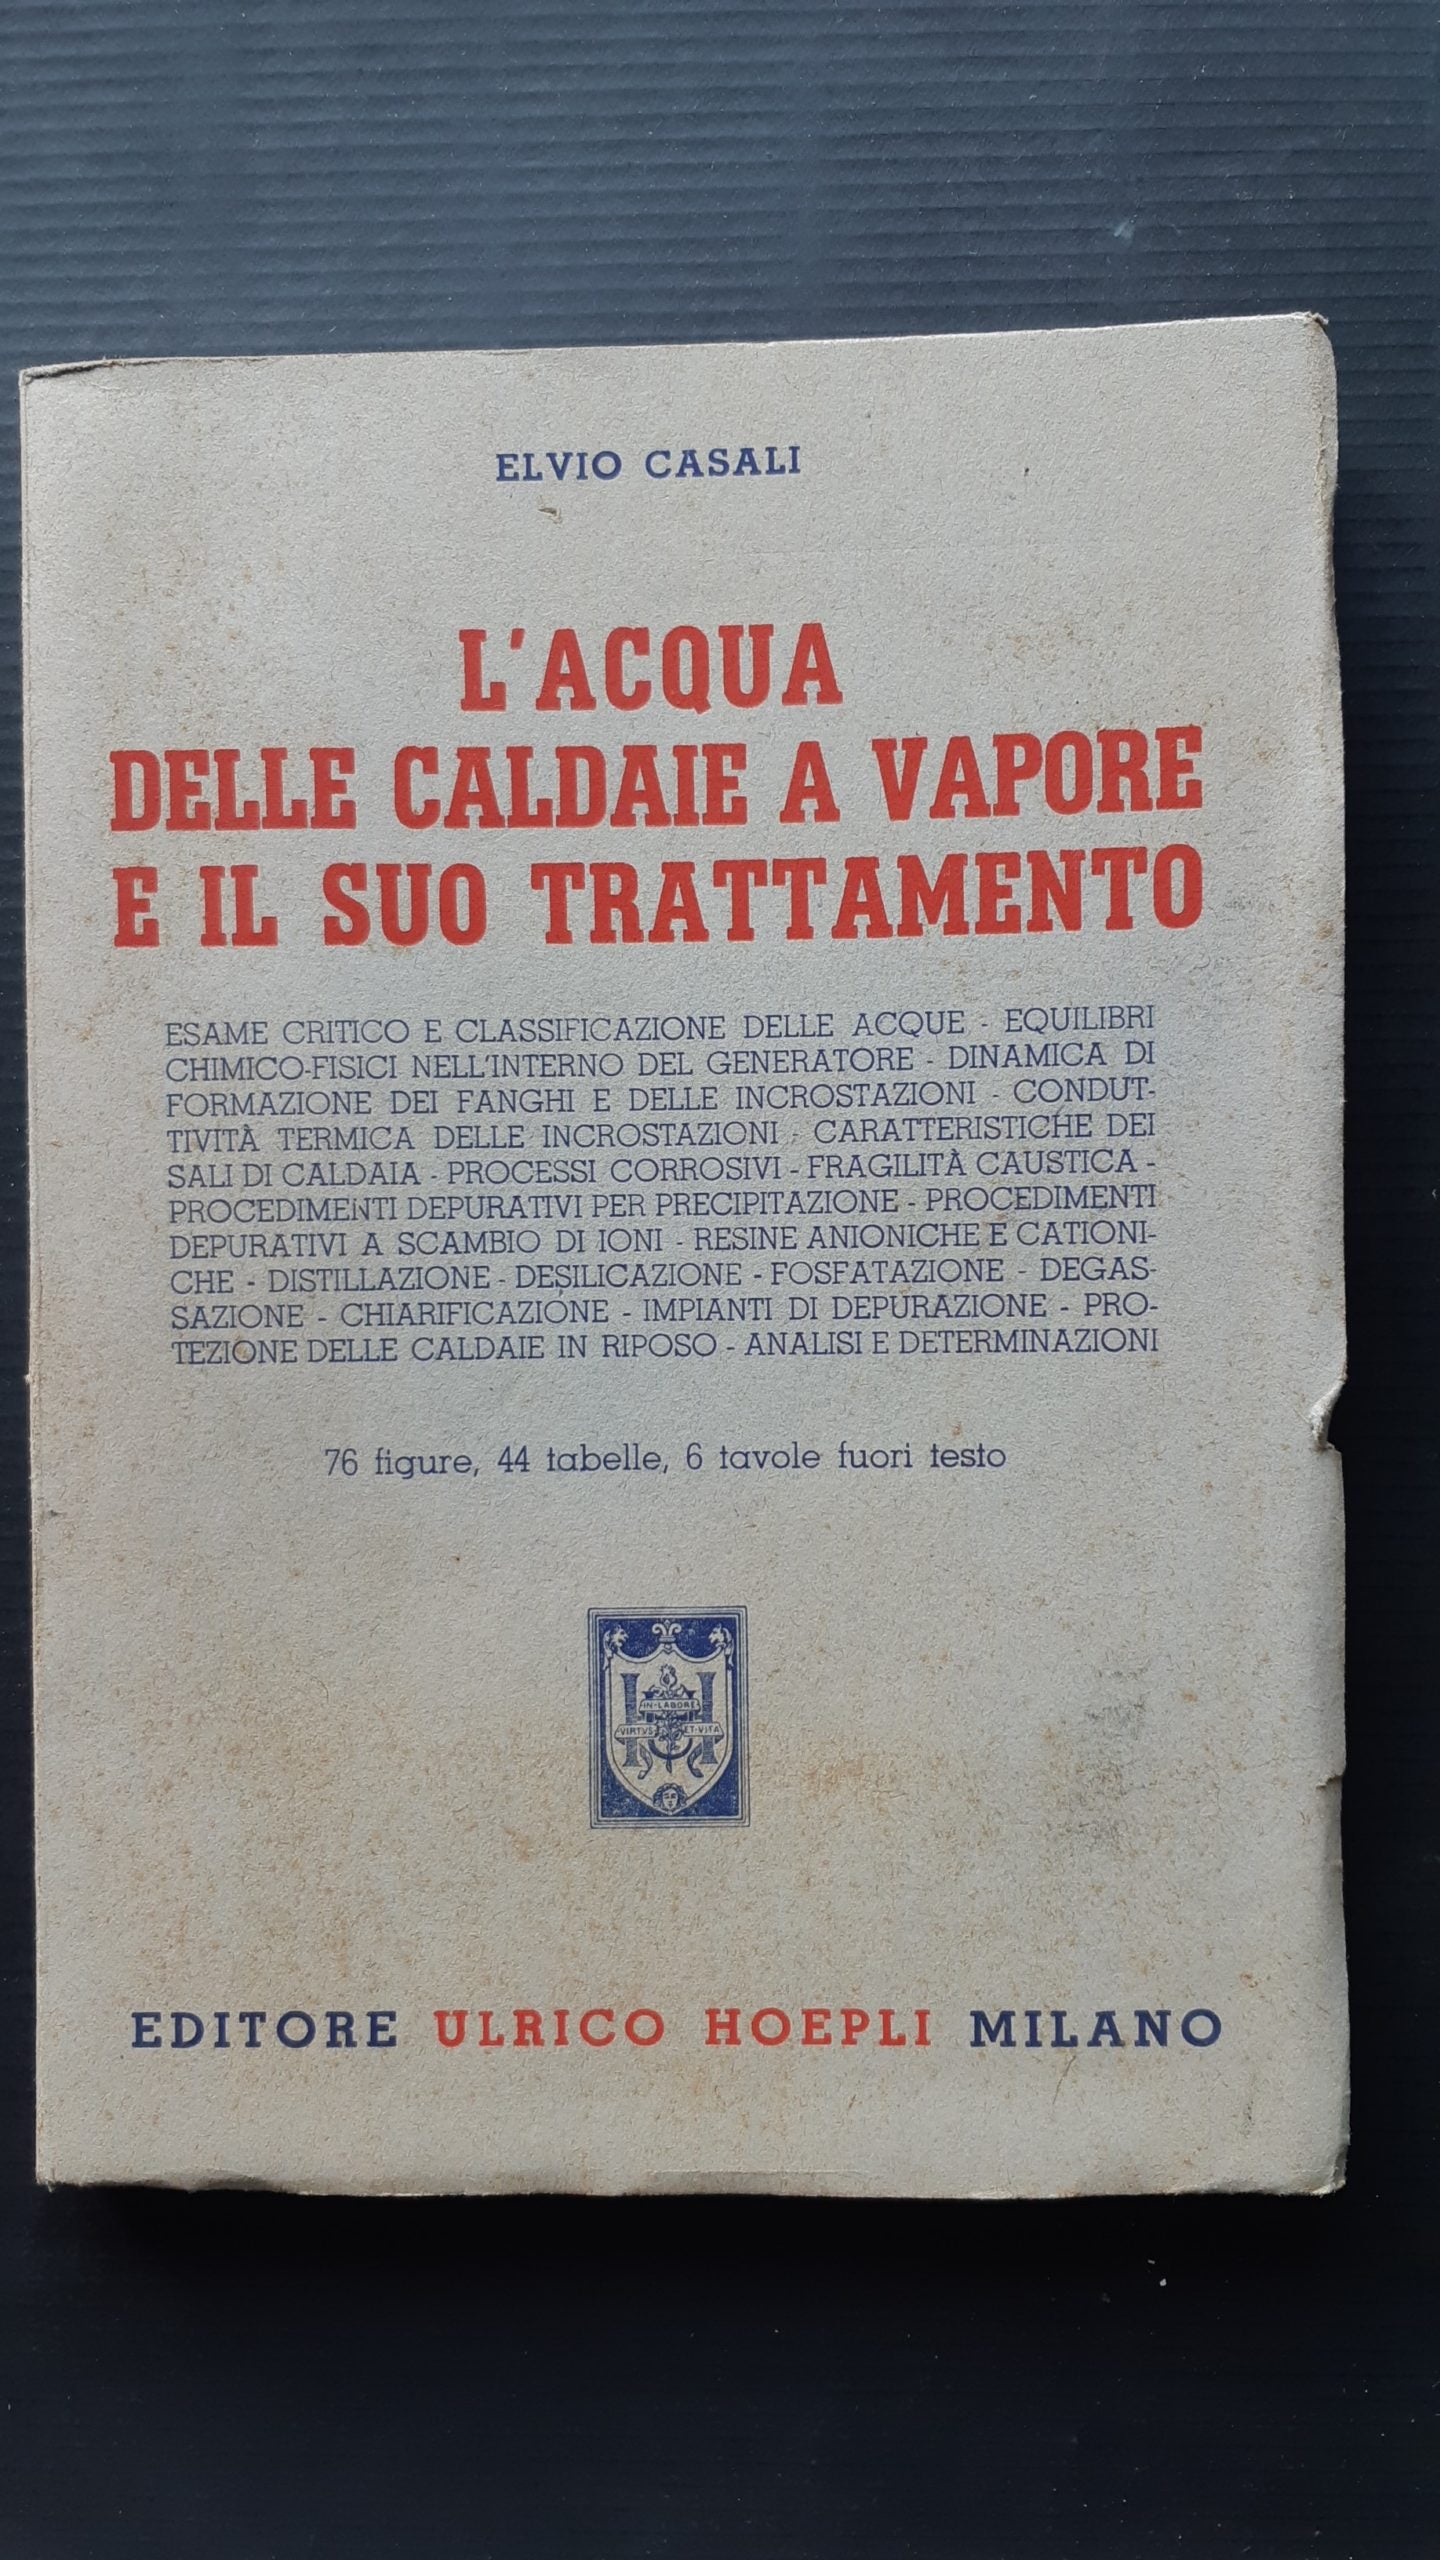 ELVIO CASALI
L'ACQUA
DELLE CALDAIE A VAPORE
E IL SUO TRATTAMENTO
ESAME CRITICO E CLASSIFICAZIONE DELLE ACQUE - EQUILIBRI
CHIMICO-FISICI NELL'INTERNO DEL GENERATORE - DINAMICA DI
FORMAZIONE DEI FANGHI E DELLE INCROSTAZIONI - CONDUT-
TIVITÀ TERMICA DELLE INCROSTAZIONI - CARATTERISTICHE DEI
SALI DI CALDAIA - PROCESSI CORROSIVI - FRAGILITÀ CAUSTICA -
PROCEDIMENTI DEPURATIVI PER PRECIPITAZIONE - PROCEDIMENTI
DEPURATIVI A SCAMBIO DI IONI - RESINE ANIONICHE E CATIONI-
CHE - DISTILLAZIONE - DESILICAZIONE - FOSFATAZIONE - DEGAS-
SAZIONE - CHIARIFICAZIONE - IMPIANTI DI DEPURAZIONE - PRO-
TEZIONE DELLE CALDAIE IN RIPOSO - ANALISI E DETERMINAZIONI
76 figure, 44 tabelle, 6 tavole fuori testo
H
IN·LABORE
VIRTVS ET·VITA
EDITORE ULRICO HOEPLI MILANO